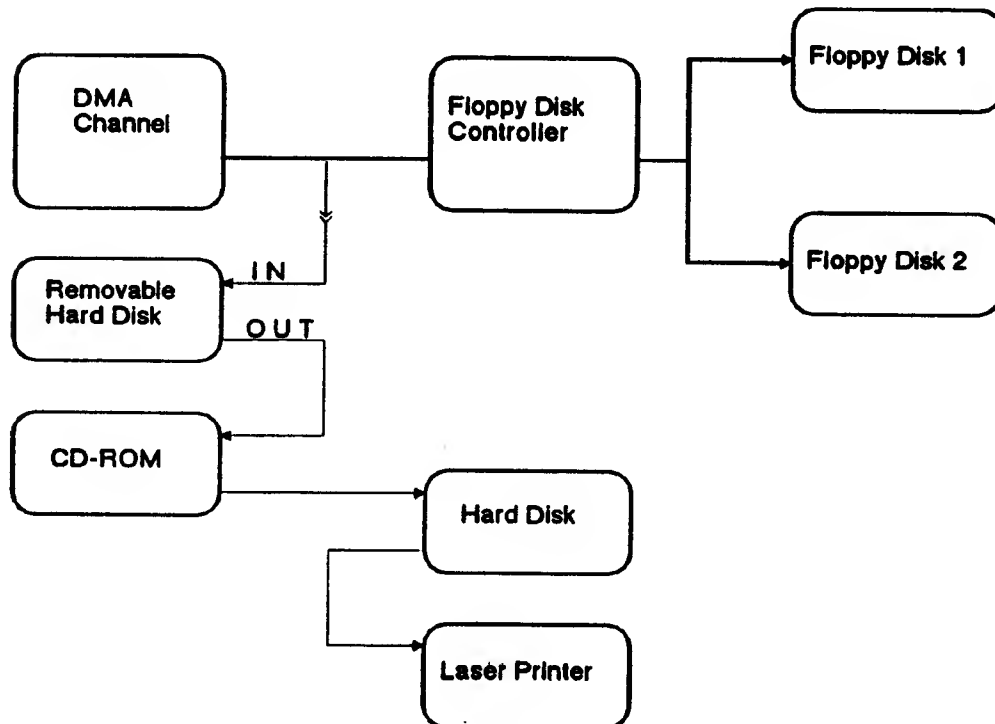 DMA
Channel
Floppy Disk
Controller
Floppy Disk 1
Floppy Disk 2
IN
Removable
Hard Disk
OUT
CD-ROM
Hard Disk
Laser Printer